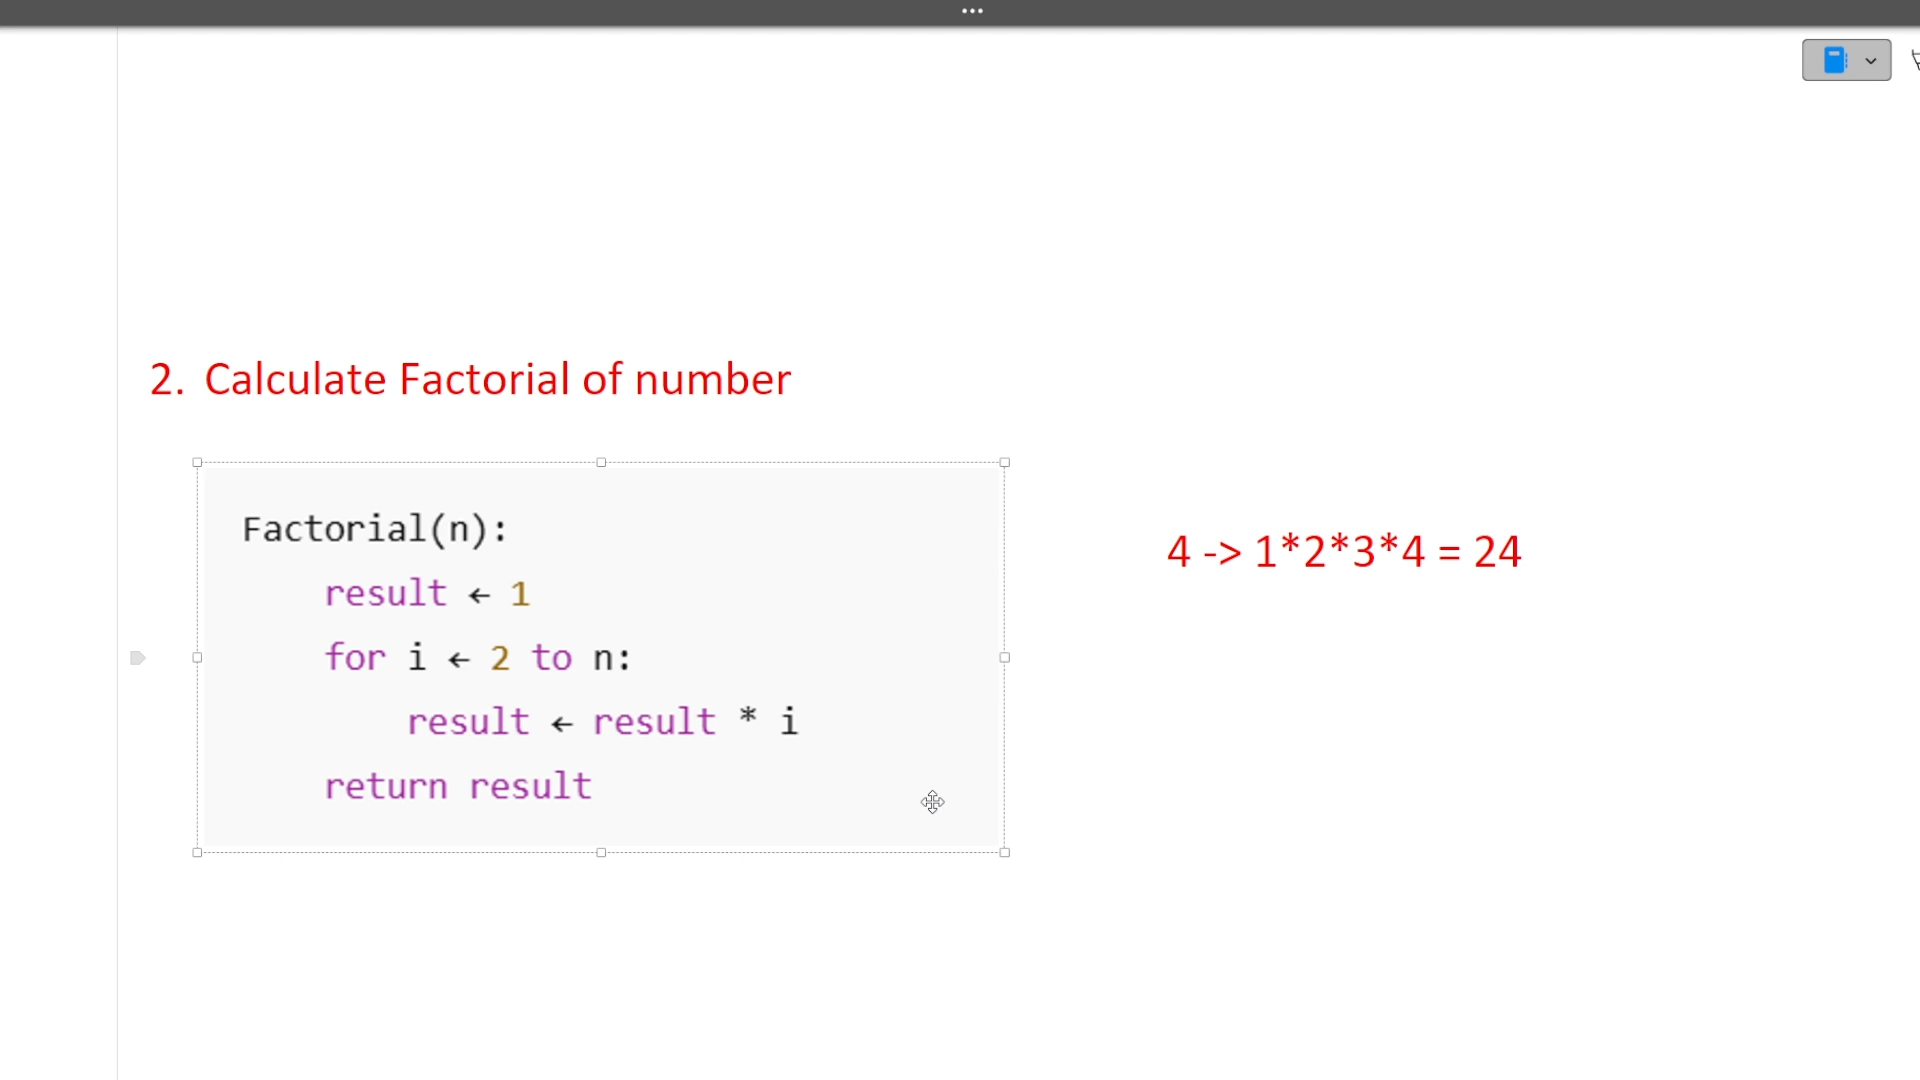 2. Calculate Factorial of number
Factorial(n):
result ← 1
for i ← 2 to n:
result ← result * i
return result
4 -> 1*2*3*4 = 24